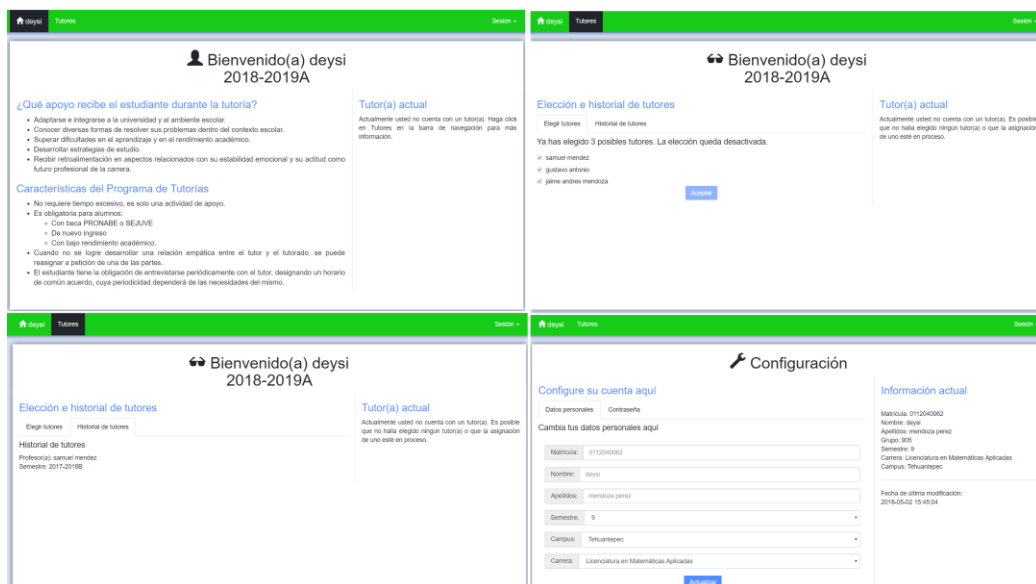 deysi Tutores Sesión
Bienvenido(a) deysi
2018-2019A
¿Qué apoyo recibe el estudiante durante la tutoría?
Adaptarse e integrarse a la universidad y al ambiente escolar.
Conocer diversas formas de resolver sus problemas dentro del contexto escolar.
Superar dificultades en el aprendizaje y en el rendimiento académico.
Desarrollar estrategias de estudio.
Recibir retroalimentación en aspectos relacionados con su estabilidad emocional y su actitud como
futuro profesional de la carrera.
Características del Programa de Tutorías
No requiere tiempo excesivo, es solo una actividad de apoyo.
Es obligatoria para alumnos:
Con beca PRONABE o SEJUVE
De nuevo ingreso
Con bajo rendimiento académico.
Cuando no se logre desarrollar una relación empática entre el tutor y el tutorado, se puede
reasignar a petición de una de las partes.
El estudiante tiene la obligación de entrevistarse periódicamente con el tutor, designando un horario
de común acuerdo, cuya periodicidad dependerá de las necesidades del mismo.
Tutor(a) actual
Actualmente usted no cuenta con un tutor(a). Haga click
en Tutores en la barra de navegación para más
información.
deysi Tutores Sesión
Bienvenido(a) deysi
2018-2019A
Elección e historial de tutores
Elegir tutores Historial de tutores
Ya has elegido 3 posibles tutores. La elección queda desactivada.
samuel mendez
gustavo antonio
jaime andres mendoza
Aceptar
Tutor(a) actual
Actualmente usted no cuenta con un tutor(a). Es posible
que no halla elegido ningún tutor(a) o que la asignación
de uno esté en proceso.
deysi Tutores Sesión
Bienvenido(a) deysi
2018-2019A
Elección e historial de tutores
Elegir tutores Historial de tutores
Historial de tutores
Profesor(a): samuel mendez
Semestre: 2017-2018B
Tutor(a) actual
Actualmente usted no cuenta con un tutor(a). Es posible
que no halla elegido ningún tutor(a) o que la asignación
de uno esté en proceso.
deysi Tutores Sesión
Configuración
Configure su cuenta aquí
Datos personales Contraseña
Cambia tus datos personales aquí
Matrícula: 0112040062
Nombre: deysi
Apellidos: mendoza perez
Semestre: 9
Campus: Tehuantepec
Carrera: Licenciatura en Matemáticas Aplicadas
Actualizar
Información actual
Matrícula: 0112040062
Nombre: deysi
Apellidos: mendoza perez
Grupo: 905
Semestre: 9
Carrera: Licenciatura en Matemáticas Aplicadas
Campus: Tehuantepec
Fecha de última modificación:
2018-05-02 15:45:04